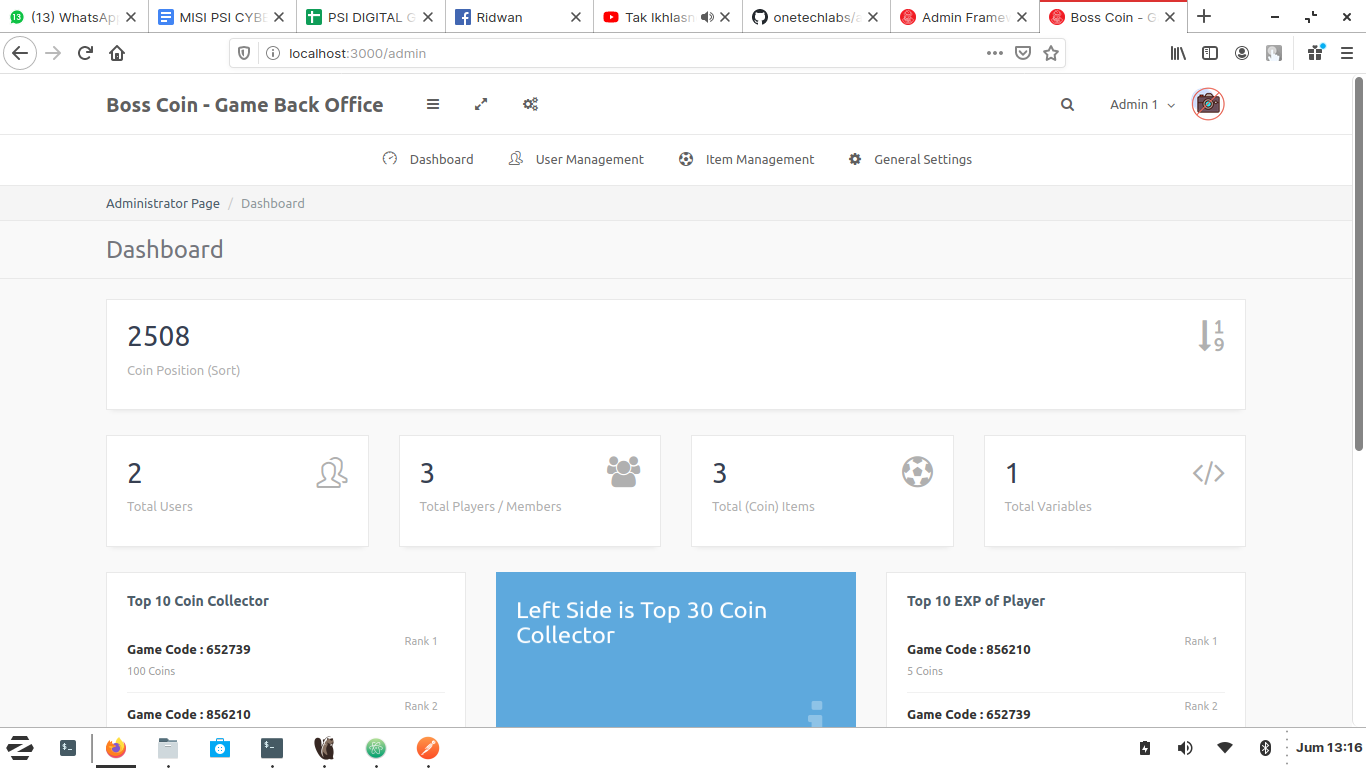 (13) WhatsApp
MISI PSI CYBE
PSI DIGITAL G
Ridwan
Tak Ikhlasn
onetechlabs/a
Admin Framew
Boss Coin - G
localhost:3000/admin
Boss Coin - Game Back Office
Admin 1
Dashboard
User Management
Item Management
General Settings
Administrator Page / Dashboard
Dashboard
2508
1
9
Coin Position (Sort)
2
Total Users
3
Total Players / Members
3
Total (Coin) Items
1
Total Variables
Top 10 Coin Collector
Rank 1
Game Code : 652739
100 Coins
Rank 2
Game Code : 856210
Left Side is Top 30 Coin
Collector
Top 10 EXP of Player
Rank 1
Game Code : 856210
5 Coins
Rank 2
Game Code : 652739
Jum 13:16